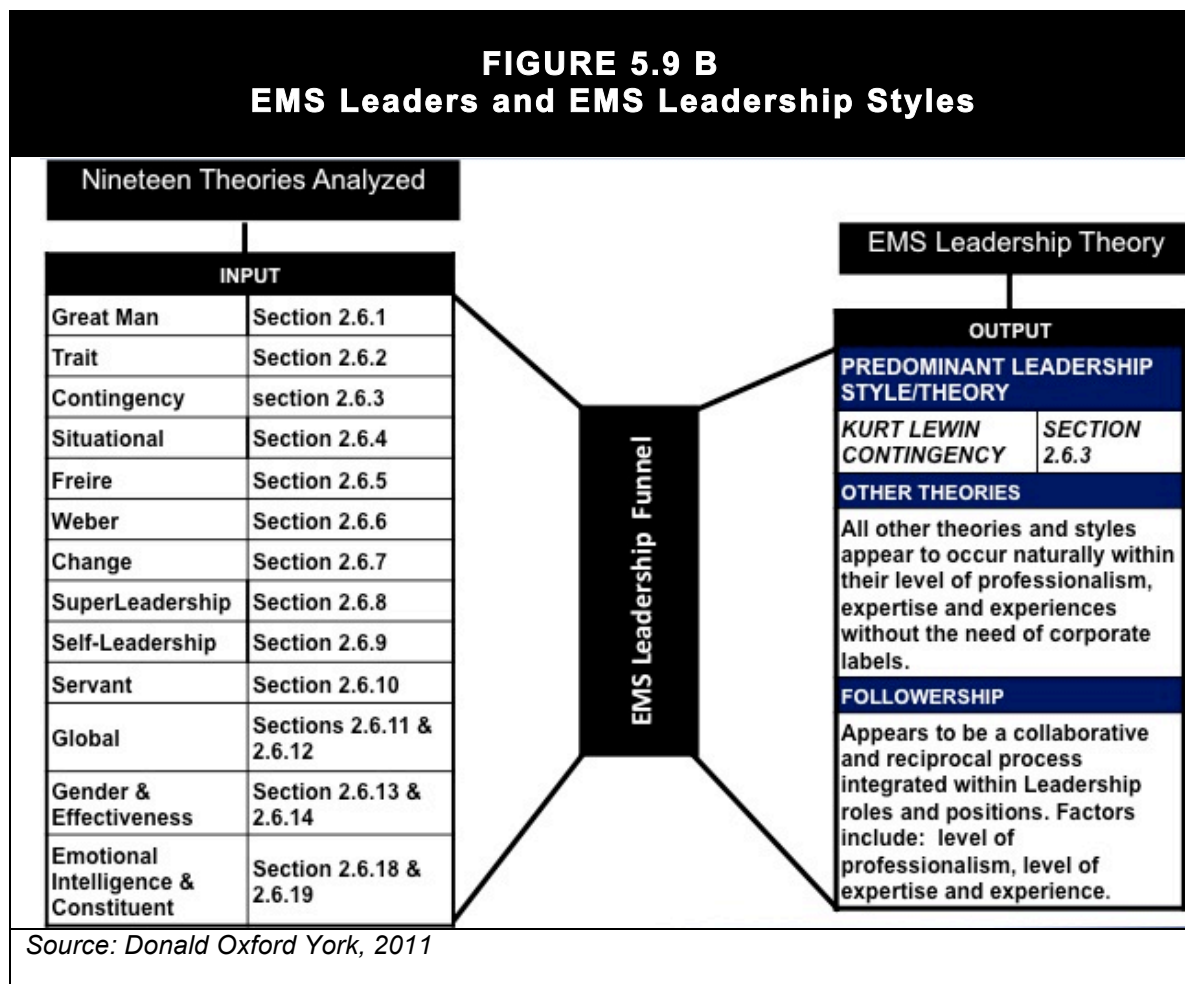 FIGURE 5.9 B
EMS Leaders and EMS Leadership Styles
Nineteen Theories Analyzed
INPUT
Great Man Section 2.6.1
Trait Section 2.6.2
Contingency section 2.6.3
Situational Section 2.6.4
Freire Section 2.6.5
Weber Section 2.6.6
Change Section 2.6.7
SuperLeadership Section 2.6.8
Self-Leadership Section 2.6.9
Servant Section 2.6.10
Global Sections 2.6.11 &
2.6.12
Gender & Section 2.6.13 &
Effectiveness 2.6.14
Emotional
Intelligence & Section 2.6.18 &
Constituent 2.6.19
EMS Leadership Funnel
EMS Leadership Theory
OUTPUT
PREDOMINANT LEADERSHIP
STYLE/THEORY
KURT LEWIN SECTION
CONTINGENCY 2.6.3
OTHER THEORIES
All other theories and styles
appear to occur naturally within
their level of professionalism,
expertise and experiences
without the need of corporate
labels.
FOLLOWERSHIP
Appears to be a collaborative
and reciprocal process
integrated within Leadership
roles and positions. Factors
include: level of
professionalism, level of
expertise and experience.
Source: Donald Oxford York, 2011